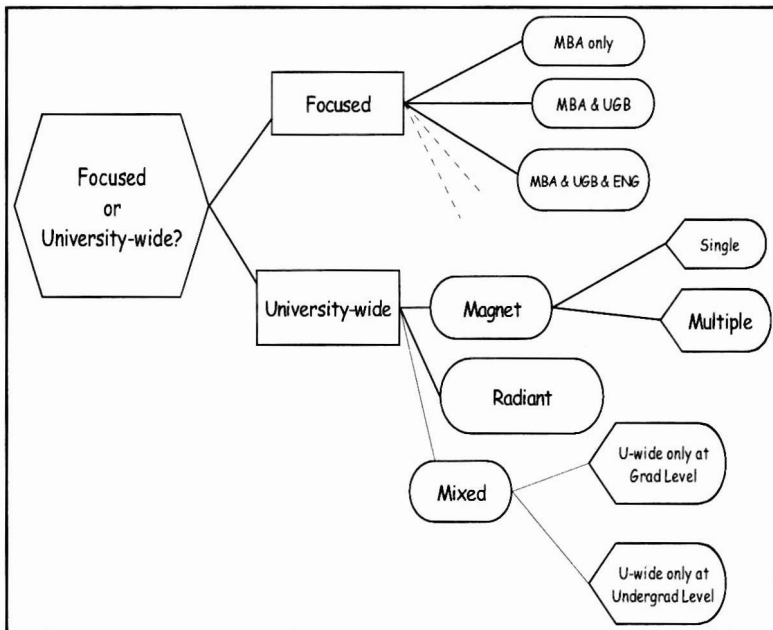 Focused
or
University-wide?
Focused
MBA only
MBA & UGB
MBA & UGB & ENG
University-wide
Magnet
Single
Multiple
Radiant
Mixed
U-wide only at
Grad Level
U-wide only at
Undergrad Level